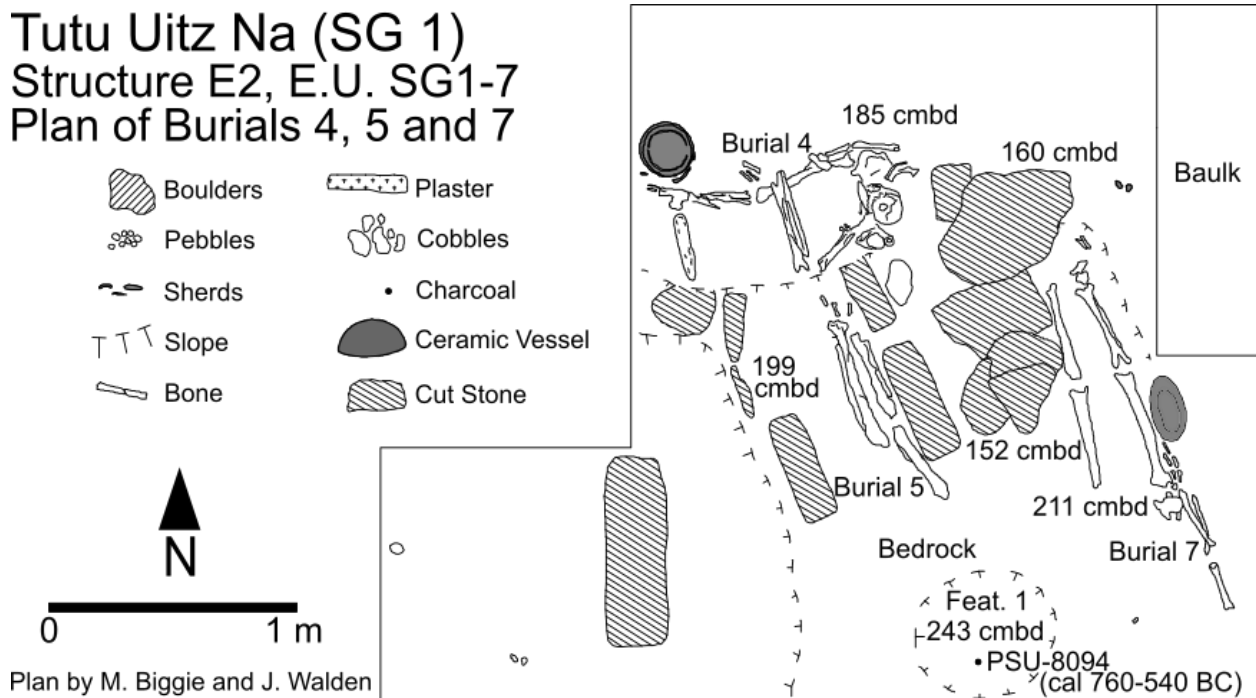 Tutu Uitz Na (SG 1)
Structure E2, E.U. SG1-7
Plan of Burials 4, 5 and 7
Boulders
Plaster
Pebbles
Cobbles
Sherds
Charcoal
Slope
Ceramic Vessel
Bone
Cut Stone
N
0 1 m
Plan by M. Biggie and J. Walden
185 cmbd
Burial 4
160 cmbd
Baulk
199
cmbd
152 cmbd
Burial 5
211 cmbd
Bedrock
Burial 7
Feat. 1
243 cmbd
PSU-8094
(cal 760-540 BC)